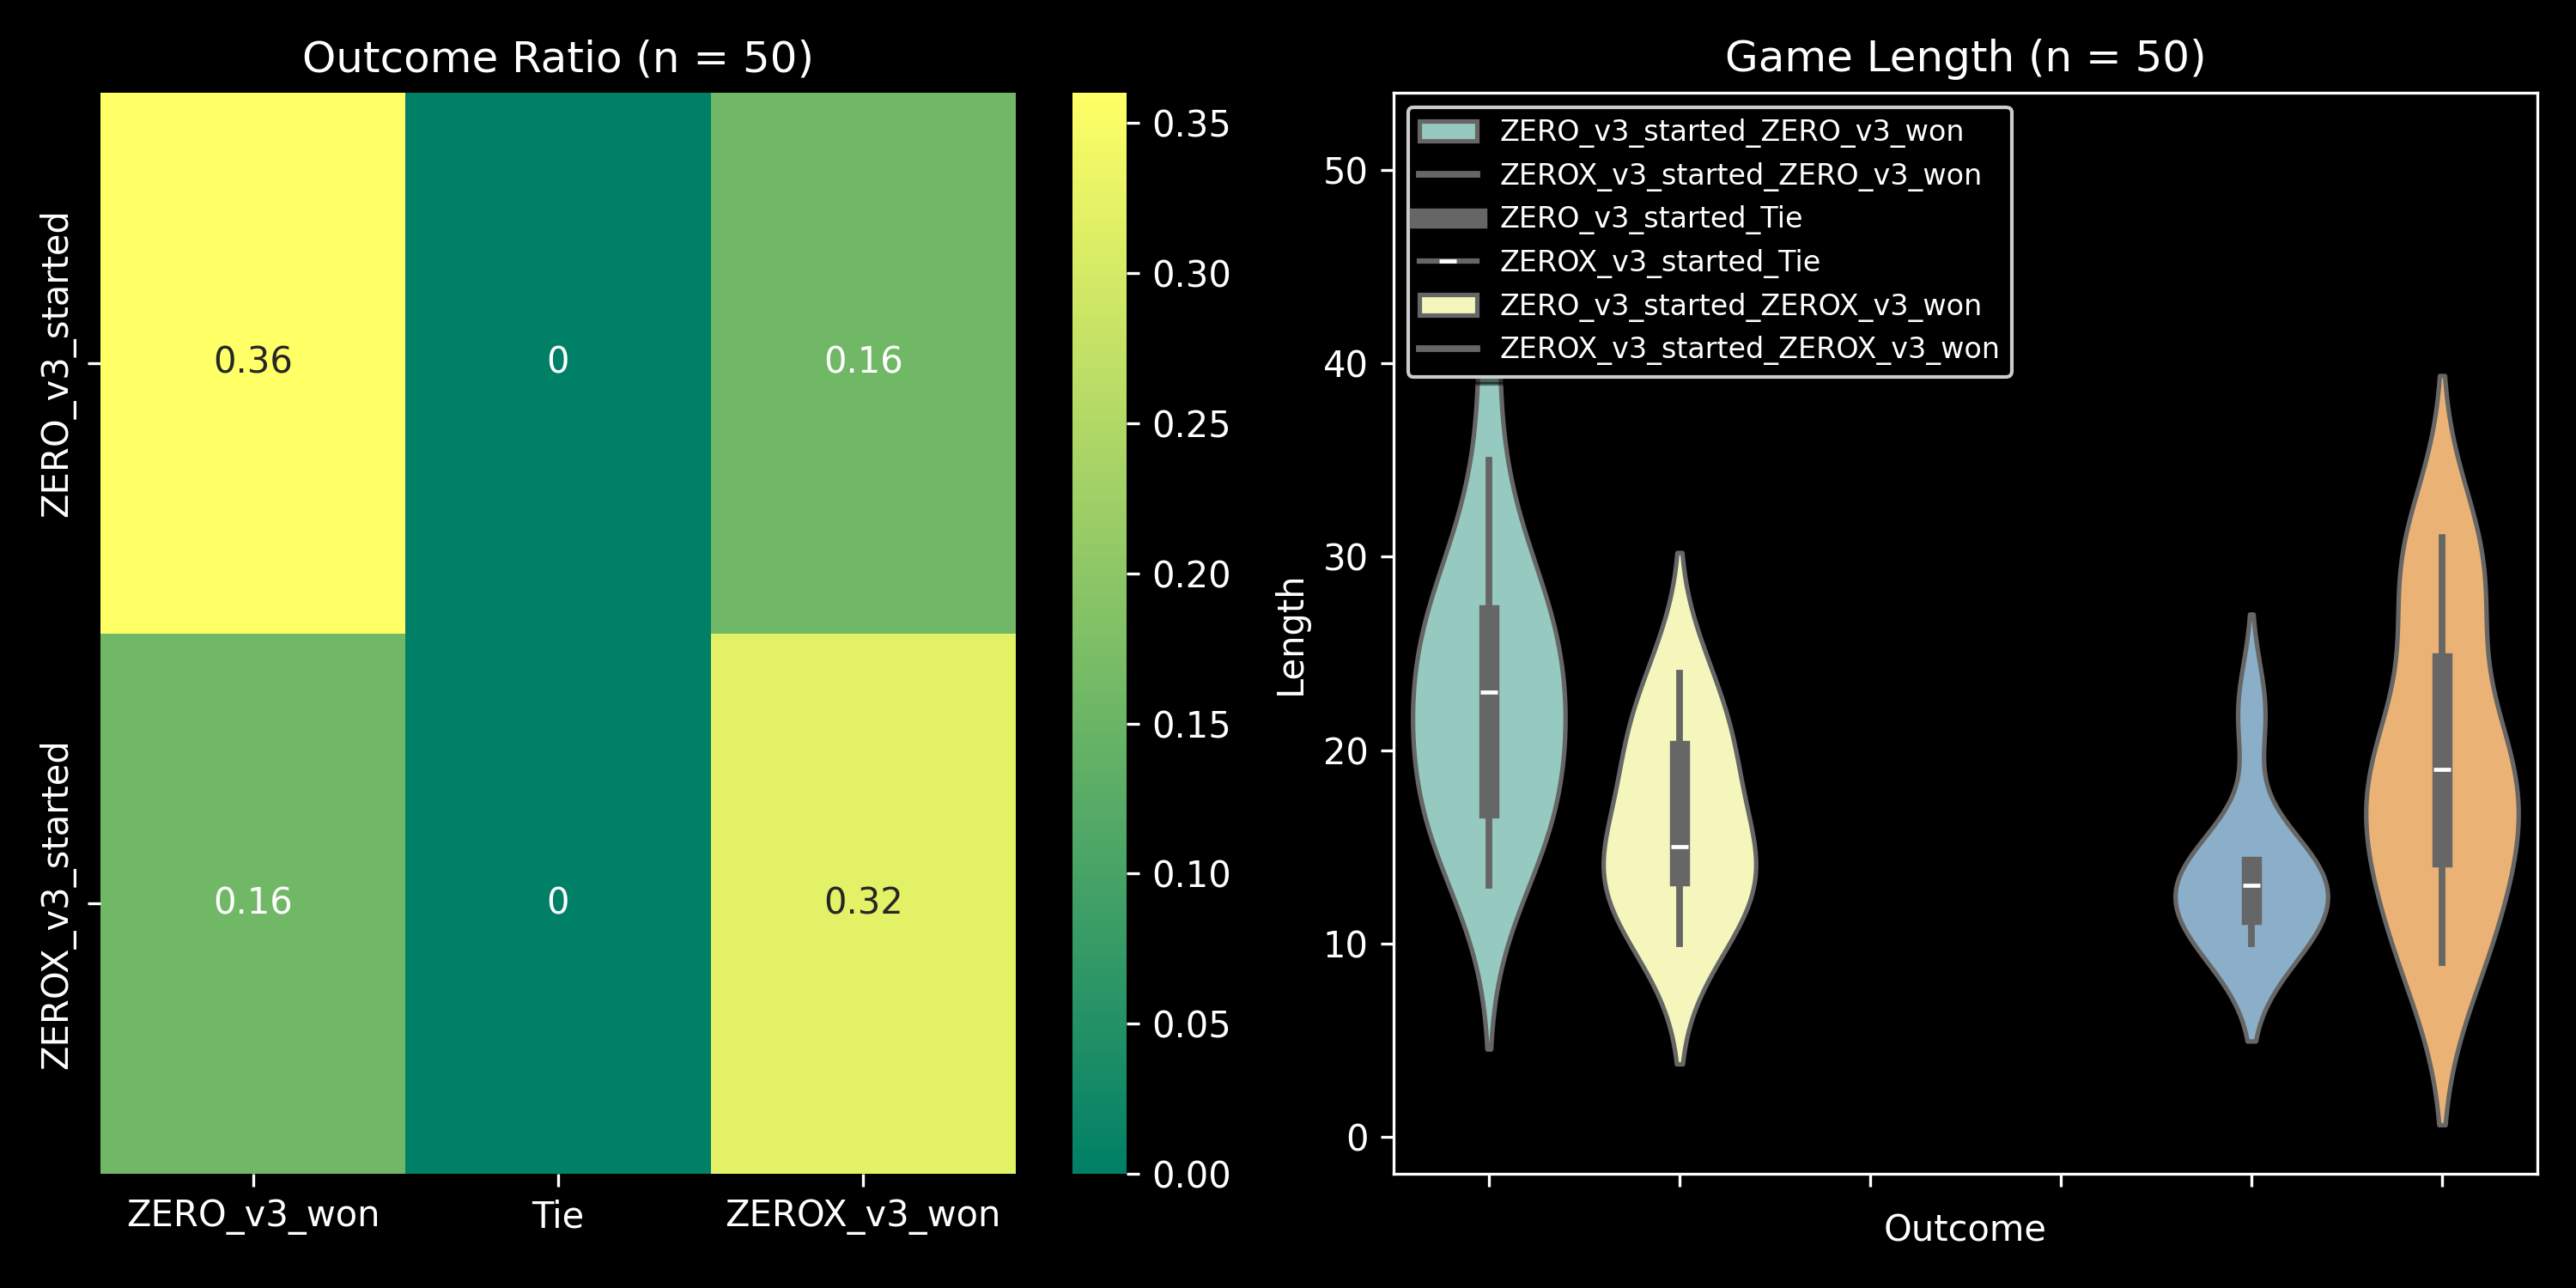 Outcome Ratio (n = 50)
ZERO_v3_started
ZEROX_v3_started
0.36
0
0.16
0.16
0
0.32
ZERO_v3_won
Tie
ZEROX_v3_won
0.35
0.30
0.25
0.20
0.15
0.10
0.05
0.00
Game Length (n = 50)
Length
50
40
30
20
10
0
ZERO_v3_started_ZERO_v3_won
ZEROX_v3_started_ZERO_v3_won
ZERO_v3_started_Tie
ZEROX_v3_started_Tie
ZERO_v3_started_ZEROX_v3_won
ZEROX_v3_started_ZEROX_v3_won
Outcome